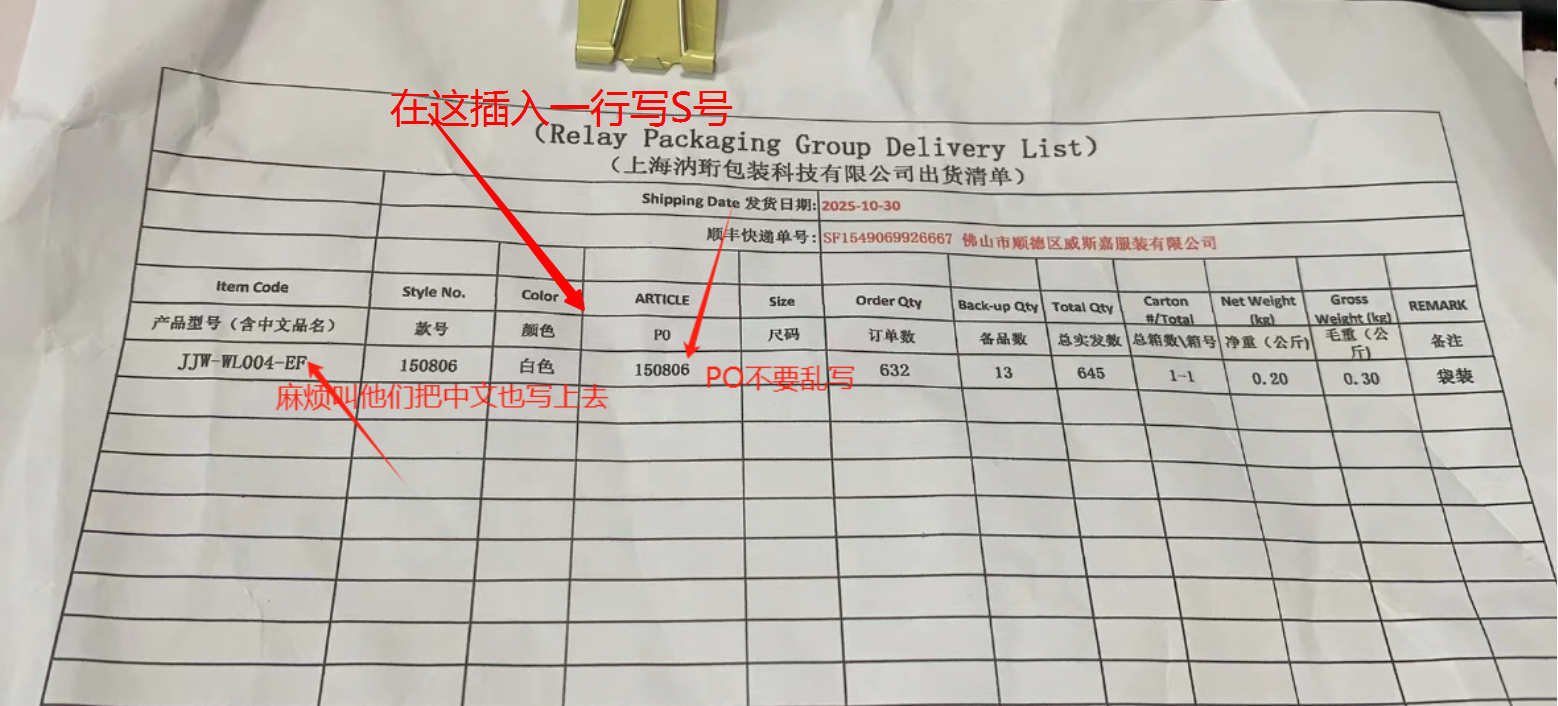 在这插入一行写S号
(Relay Packaging Group Delivery List)
(上海汭珩包装科技有限公司出货清单)
Shipping Date 发货日期: 2025-10-30
顺丰快递单号: SF1549069926667 佛山市顺德区威斯嘉服装有限公司
Item Code Style No. Color ARTICLE Size Order Qty Back-up Qty Total Qty Carton #/Total Net Weight (kg) Gross Weight (kg) REMARK
产品型号（含中文品名） 款号 颜色 PO 尺码 订单数 备品数 总实发数 总箱数\箱号 净重（公斤） 毛重（公斤） 备注
JJW-WL004-EF 150806 白色 150806 632 13 645 1-1 0.20 0.30 袋装
PO不要乱写
麻烦叫他们把中文也写上去